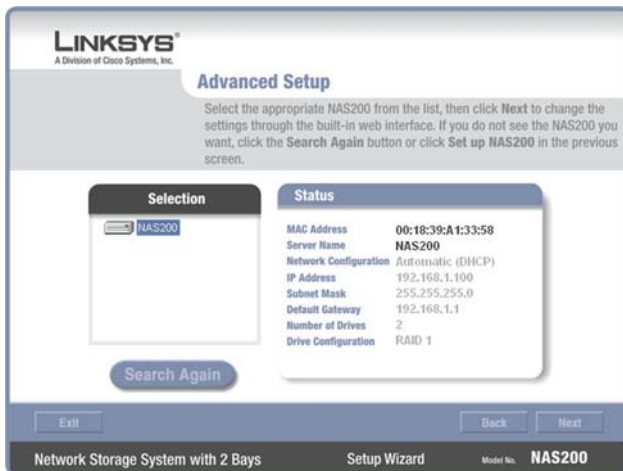 LINKSYS®
A Division of Cisco Systems, Inc.
Advanced Setup
Select the appropriate NAS200 from the list, then click Next to change the
settings through the built-in web interface. If you do not see the NAS200 you
want, click the Search Again button or click Set up NAS200 in the previous
screen.
Selection
NAS200
Status
MAC Address 00:18:39:A1:33:58
Server Name NAS200
Network Configuration Automatic (DHCP)
IP Address 192.168.1.100
Subnet Mask 255.255.255.0
Default Gateway 192.168.1.1
Number of Drives 2
Drive Configuration RAID 1
Search Again
Exit Back Next
Network Storage System with 2 Bays Setup Wizard Model No. NAS200